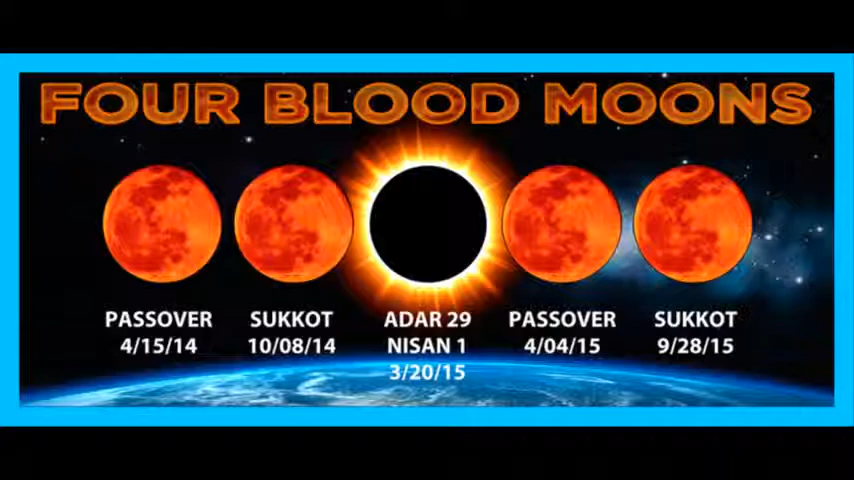 FOUR BLOOD MOONS
PASSOVER
4/15/14
SUKKOT
10/08/14
ADAR 29
NISAN 1
3/20/15
PASSOVER
4/04/15
SUKKOT
9/28/15